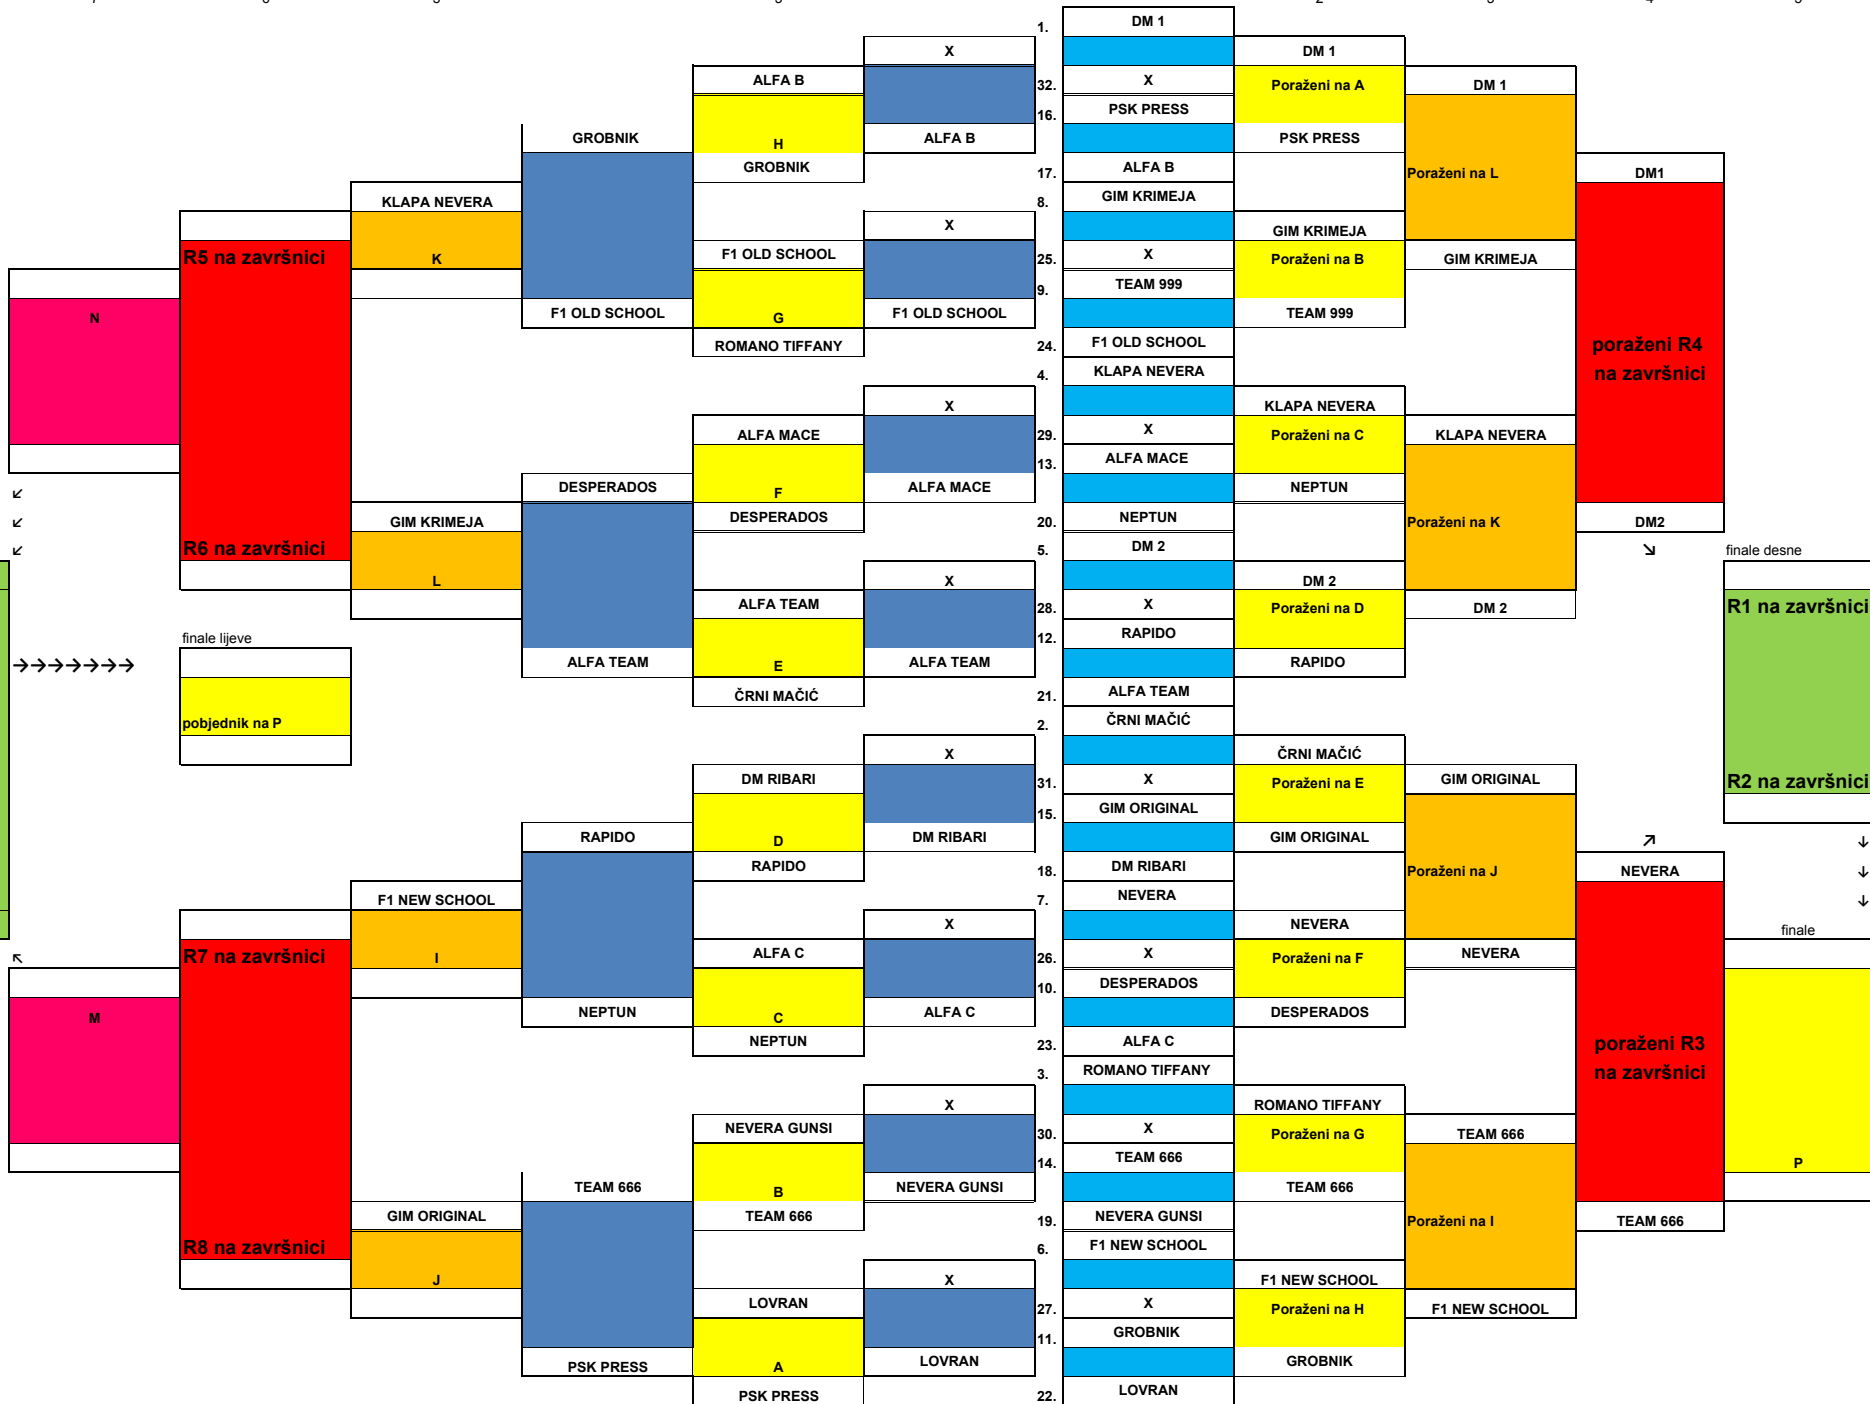 1.
DM 1
X
DM 1
ALFA B
32.
X
Poraženi na A
DM 1
16.
PSK PRESS
GROBNIK
H
ALFA B
PSK PRESS
GROBNIK
17.
ALFA B
Poraženi na L
DM1
KLAPA NEVERA
8.
GIM KRIMEJA
X
GIM KRIMEJA
R5 na završnici
K
F1 OLD SCHOOL
25.
X
Poraženi na B
GIM KRIMEJA
9.
TEAM 999
N
F1 OLD SCHOOL
G
F1 OLD SCHOOL
TEAM 999
ROMANO TIFFANY
24.
F1 OLD SCHOOL
poraženi R4
4.
KLAPA NEVERA
na završnici
X
KLAPA NEVERA
ALFA MACE
29.
X
Poraženi na C
KLAPA NEVERA
13.
ALFA MACE
↙
DESPERADOS
F
ALFA MACE
NEPTUN
↙
GIM KRIMEJA
DESPERADOS
20.
NEPTUN
Poraženi na K
DM2
↙
R6 na završnici
5.
DM 2
↘
finale desne
L
X
DM 2
ALFA TEAM
28.
X
Poraženi na D
DM 2
R1 na završnici
finale lijeve
12.
RAPIDO
→→→→→→→
ALFA TEAM
E
ALFA TEAM
RAPIDO
ČRNI MAČIĆ
21.
ALFA TEAM
pobjednik na P
2.
ČRNI MAČIĆ
X
ČRNI MAČIĆ
DM RIBARI
31.
X
Poraženi na E
GIM ORIGINAL
R2 na završnici
15.
GIM ORIGINAL
RAPIDO
D
DM RIBARI
GIM ORIGINAL
↗
↓
RAPIDO
18.
DM RIBARI
Poraženi na J
NEVERA
↓
F1 NEW SCHOOL
7.
NEVERA
↓
X
NEVERA
finale
↖
R7 na završnici
I
ALFA C
26.
X
Poraženi na F
NEVERA
10.
DESPERADOS
M
NEPTUN
C
ALFA C
DESPERADOS
NEPTUN
23.
ALFA C
poraženi R3
3.
ROMANO TIFFANY
na završnici
X
ROMANO TIFFANY
NEVERA GUNSI
30.
X
Poraženi na G
TEAM 666
14.
TEAM 666
P
TEAM 666
B
NEVERA GUNSI
TEAM 666
GIM ORIGINAL
TEAM 666
19.
NEVERA GUNSI
Poraženi na I
TEAM 666
R8 na završnici
6.
F1 NEW SCHOOL
J
X
F1 NEW SCHOOL
LOVRAN
27.
X
Poraženi na H
F1 NEW SCHOOL
11.
GROBNIK
PSK PRESS
A
LOVRAN
GROBNIK
PSK PRESS
22.
LOVRAN